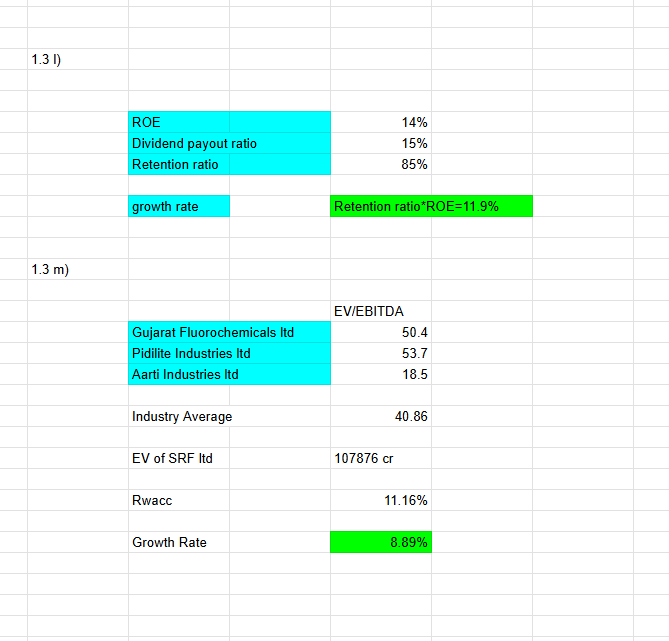 1.3 l)
ROE 14%
Dividend payout ratio 15%
Retention ratio 85%
growth rate Retention ratio*ROE=11.9%
1.3 m)
EV/EBITDA
Gujarat Fluorochemicals ltd 50.4
Pidilite Industries ltd 53.7
Aarti Industries ltd 18.5
Industry Average 40.86
EV of SRF ltd 107876 cr
Rwacc 11.16%
Growth Rate 8.89%